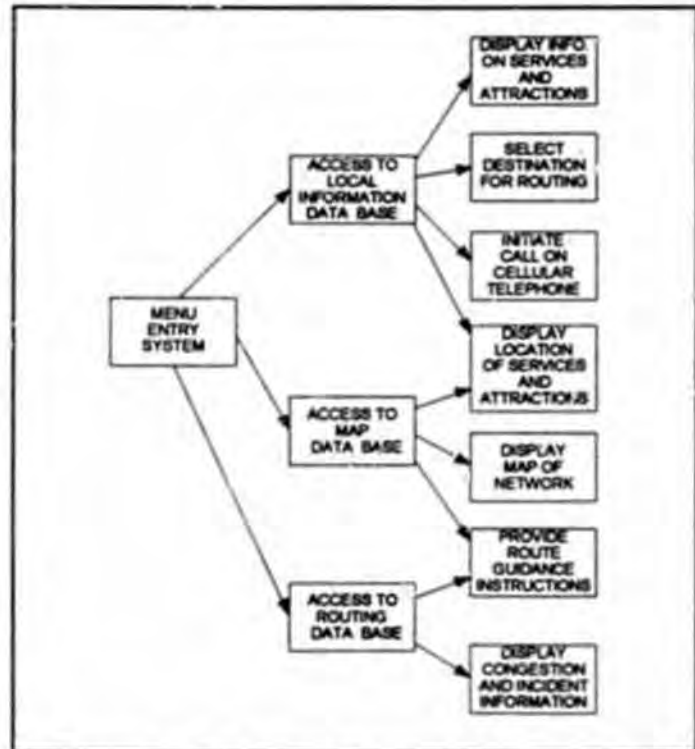 DISPLAY INFO.
ON SERVICES
AND
ATTRACTIONS
SELECT
DESTINATION
FOR ROUTING
ACCESS TO
LOCAL
INFORMATION
DATA BASE
INITIATE
CALL ON
CELLULAR
TELEPHONE
MENU
ENTRY
SYSTEM
DISPLAY
LOCATION
OF SERVICES
AND
ATTRACTIONS
ACCESS TO
MAP
DATA BASE
DISPLAY
MAP OF
NETWORK
PROVIDE
ROUTE
GUIDANCE
INSTRUCTIONS
ACCESS TO
ROUTING
DATA BASE
DISPLAY
CONGESTION
AND INCIDENT
INFORMATION